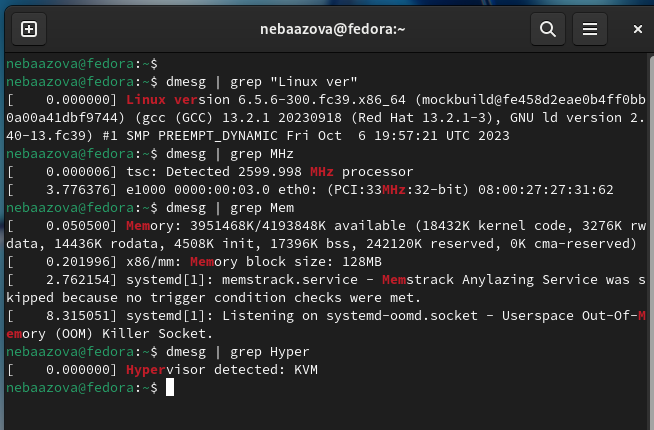 nebaazova@fedora:~
nebaazova@fedora:~$
nebaazova@fedora:~$ dmesg | grep "Linux ver"
[    0.000000] Linux version 6.5.6-300.fc39.x86_64 (mockbuild@fe458d2eae0b4ff0bb
0a00a41dbf9744) (gcc (GCC) 13.2.1 20230918 (Red Hat 13.2.1-3), GNU ld version 2.
40-13.fc39) #1 SMP PREEMPT_DYNAMIC Fri Oct  6 19:57:21 UTC 2023
nebaazova@fedora:~$ dmesg | grep MHz
[    0.000006] tsc: Detected 2599.998 MHz processor
[    3.776376] e1000 0000:00:03.0 eth0: (PCI:33MHz:32-bit) 08:00:27:27:31:62
nebaazova@fedora:~$ dmesg | grep Mem
[    0.050500] Memory: 3951468K/4193848K available (18432K kernel code, 3276K rw
data, 14436K rodata, 4508K init, 17396K bss, 242120K reserved, 0K cma-reserved)
[    0.201996] x86/mm: Memory block size: 128MB
[    2.762154] systemd[1]: memstrack.service - Memstrack Anylazing Service was s
kipped because no trigger condition checks were met.
[    8.315051] systemd[1]: Listening on systemd-oomd.socket - Userspace Out-Of-M
emory (OOM) Killer Socket.
nebaazova@fedora:~$ dmesg | grep Hyper
[    0.000000] Hypervisor detected: KVM
nebaazova@fedora:~$